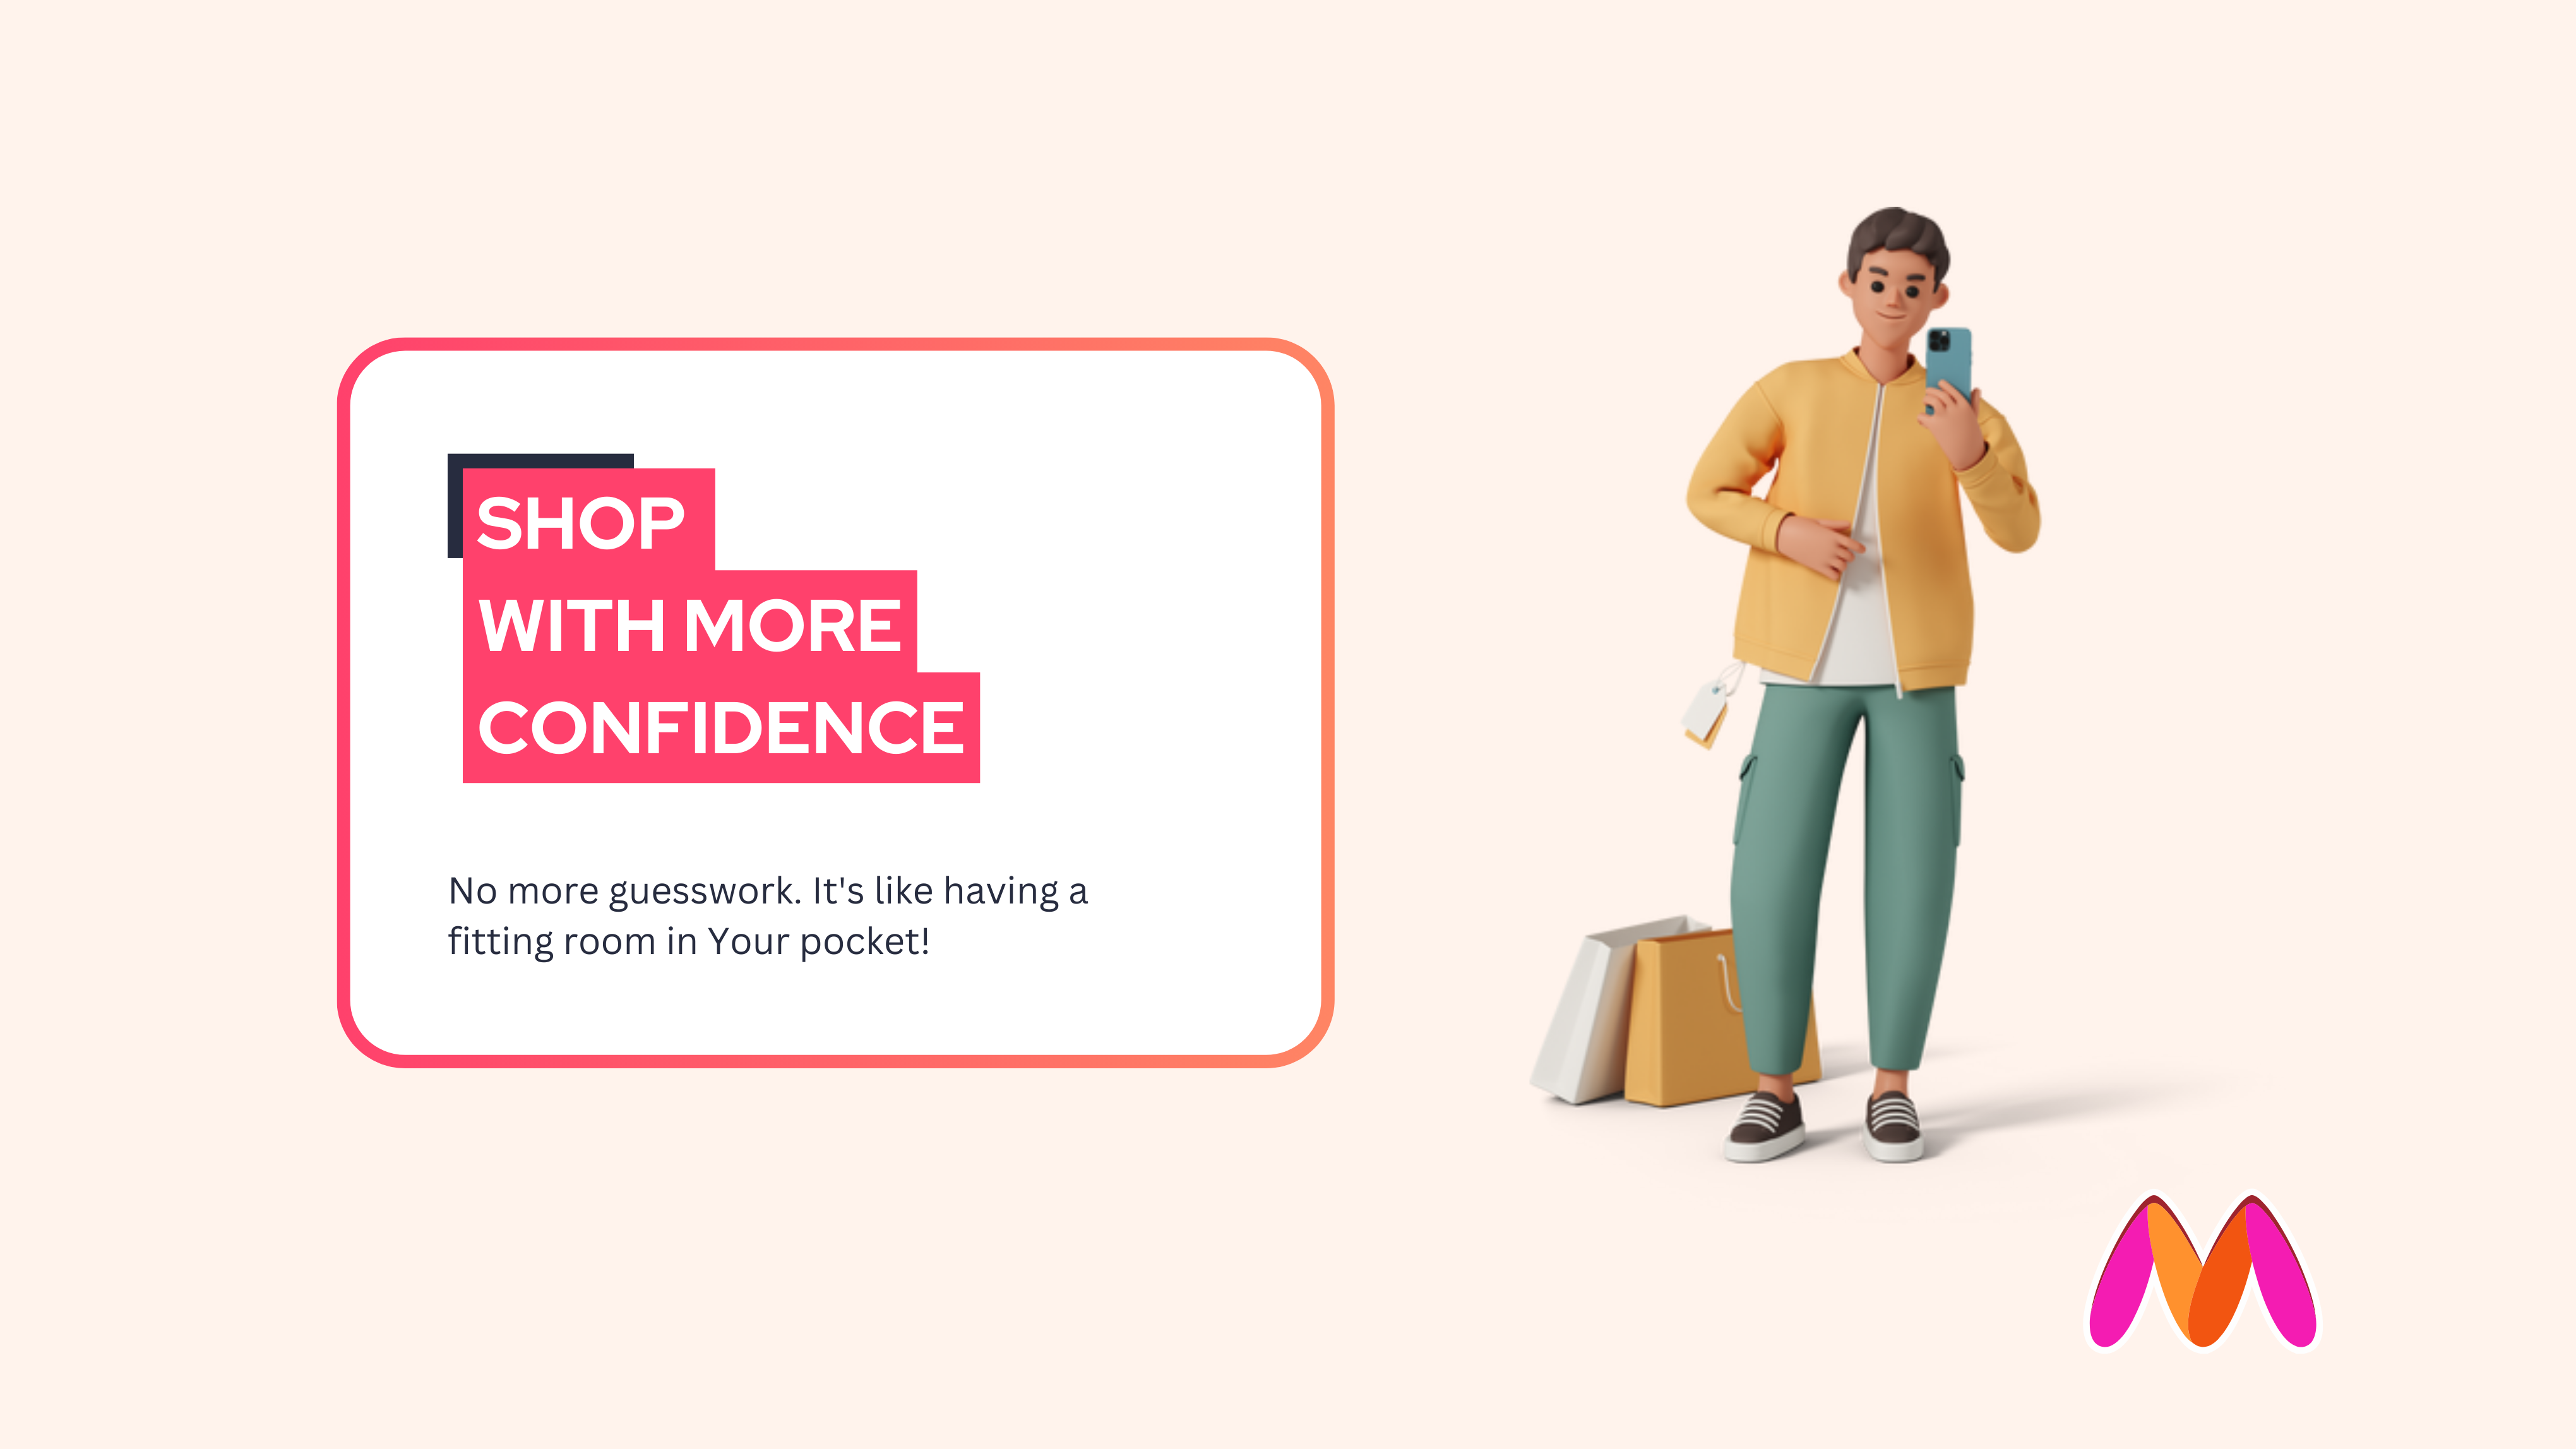 SHOP
WITH MORE
CONFIDENCE
No more guesswork. It's like having a
fitting room in Your pocket!